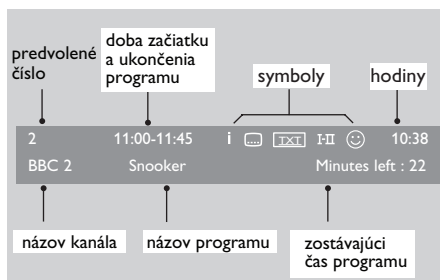 predvolené
číslo
doba začiatku
a ukončenia
programu
symboly
hodiny
2 11:00-11:45 i TXT I-II 10:38
BBC 2 Snooker Minutes left : 22
názov kanála
názov programu
zostávajúci
čas programu